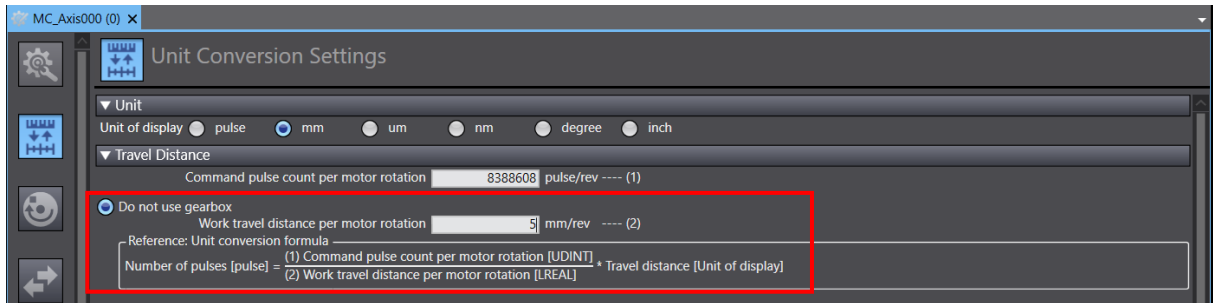 MC_Axis000 (0)
Unit Conversion Settings
Unit
Unit of display pulse mm um nm degree inch
Travel Distance
Command pulse count per motor rotation 8388608 pulse/rev ---- (1)
Do not use gearbox
Work travel distance per motor rotation 5 mm/rev ---- (2)
Reference: Unit conversion formula
(1) Command pulse count per motor rotation [UDINT]
Number of pulses [pulse] = * Travel distance [Unit of display]
(2) Work travel distance per motor rotation [LREAL]